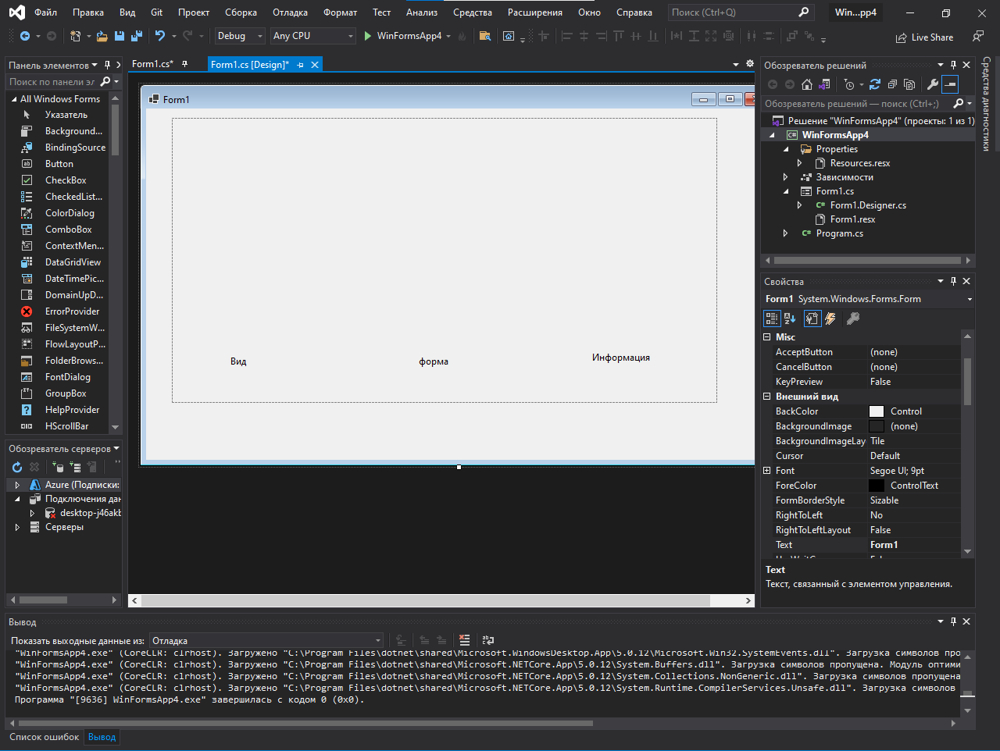 Файл Правка Вид Git Проект Сборка Отладка Формат Тест Анализ Средства Расширения Окно Справка Поиск (Ctrl+Q) Win...pp4
Debug Any CPU WinFormsApp4 Live Share
Панель элементов
Поиск по панели эл
All Windows Forms
Указатель
Background...
BindingSource
Button
CheckBox
CheckedList...
ColorDialog
ComboBox
ContextMen...
DataGridView
DateTimePic...
DomainUpD...
ErrorProvider
FileSystemW...
FlowLayoutP...
FolderBrows...
FontDialog
GroupBox
HelpProvider
HScrollBar
Обозреватель серверов
Azure (Подписки:
Подключения дан
desktop-j46akb
Серверы
Form1.cs* Form1.cs [Design]*
Form1
Вид форма Информация
Обозреватель решений
Обозреватель решений — поиск (Ctrl+;)
Решение "WinFormsApp4" (проекты: 1 из 1)
WinFormsApp4
Properties
Resources.resx
Зависимости
Form1.cs
Form1.Designer.cs
Form1.resx
Program.cs
Средства диагностики
Свойства
Form1 System.Windows.Forms.Form
Misc
AcceptButton (none)
CancelButton (none)
KeyPreview False
Внешний вид
BackColor Control
BackgroundImage (none)
BackgroundImageLay Tile
Cursor Default
Font Segoe UI; 9pt
ForeColor ControlText
FormBorderStyle Sizable
RightToLeft No
RightToLeftLayout False
Text Form1
Text
Текст, связанный с элементом управления.
Вывод
Показать выходные данные из: Отладка
"WinFormsApp4.exe" (CoreCLR: clrhost). Загружено "C:\Program Files\dotnet\shared\Microsoft.WindowsDesktop.App\5.0.12\Microsoft.Win32.SystemEvents.dll". Загрузка символов про
"WinFormsApp4.exe" (CoreCLR: clrhost). Загружено "C:\Program Files\dotnet\shared\Microsoft.NETCore.App\5.0.12\System.Buffers.dll". Загрузка символов пропущена. Модуль оптими
"WinFormsApp4.exe" (CoreCLR: clrhost). Загружено "C:\Program Files\dotnet\shared\Microsoft.NETCore.App\5.0.12\System.Collections.NonGeneric.dll". Загрузка символов пропущена
"WinFormsApp4.exe" (CoreCLR: clrhost). Загружено "C:\Program Files\dotnet\shared\Microsoft.NETCore.App\5.0.12\System.Runtime.CompilerServices.Unsafe.dll". Загрузка символов
Программа "[9636] WinFormsApp4.exe" завершилась с кодом 0 (0x0).
Список ошибок Вывод